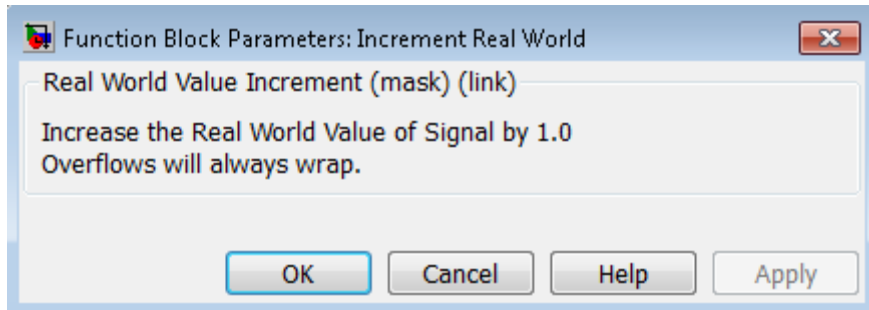 Function Block Parameters: Increment Real World
Real World Value Increment (mask) (link)
Increase the Real World Value of Signal by 1.0
Overflows will always wrap.
OK Cancel Help Apply